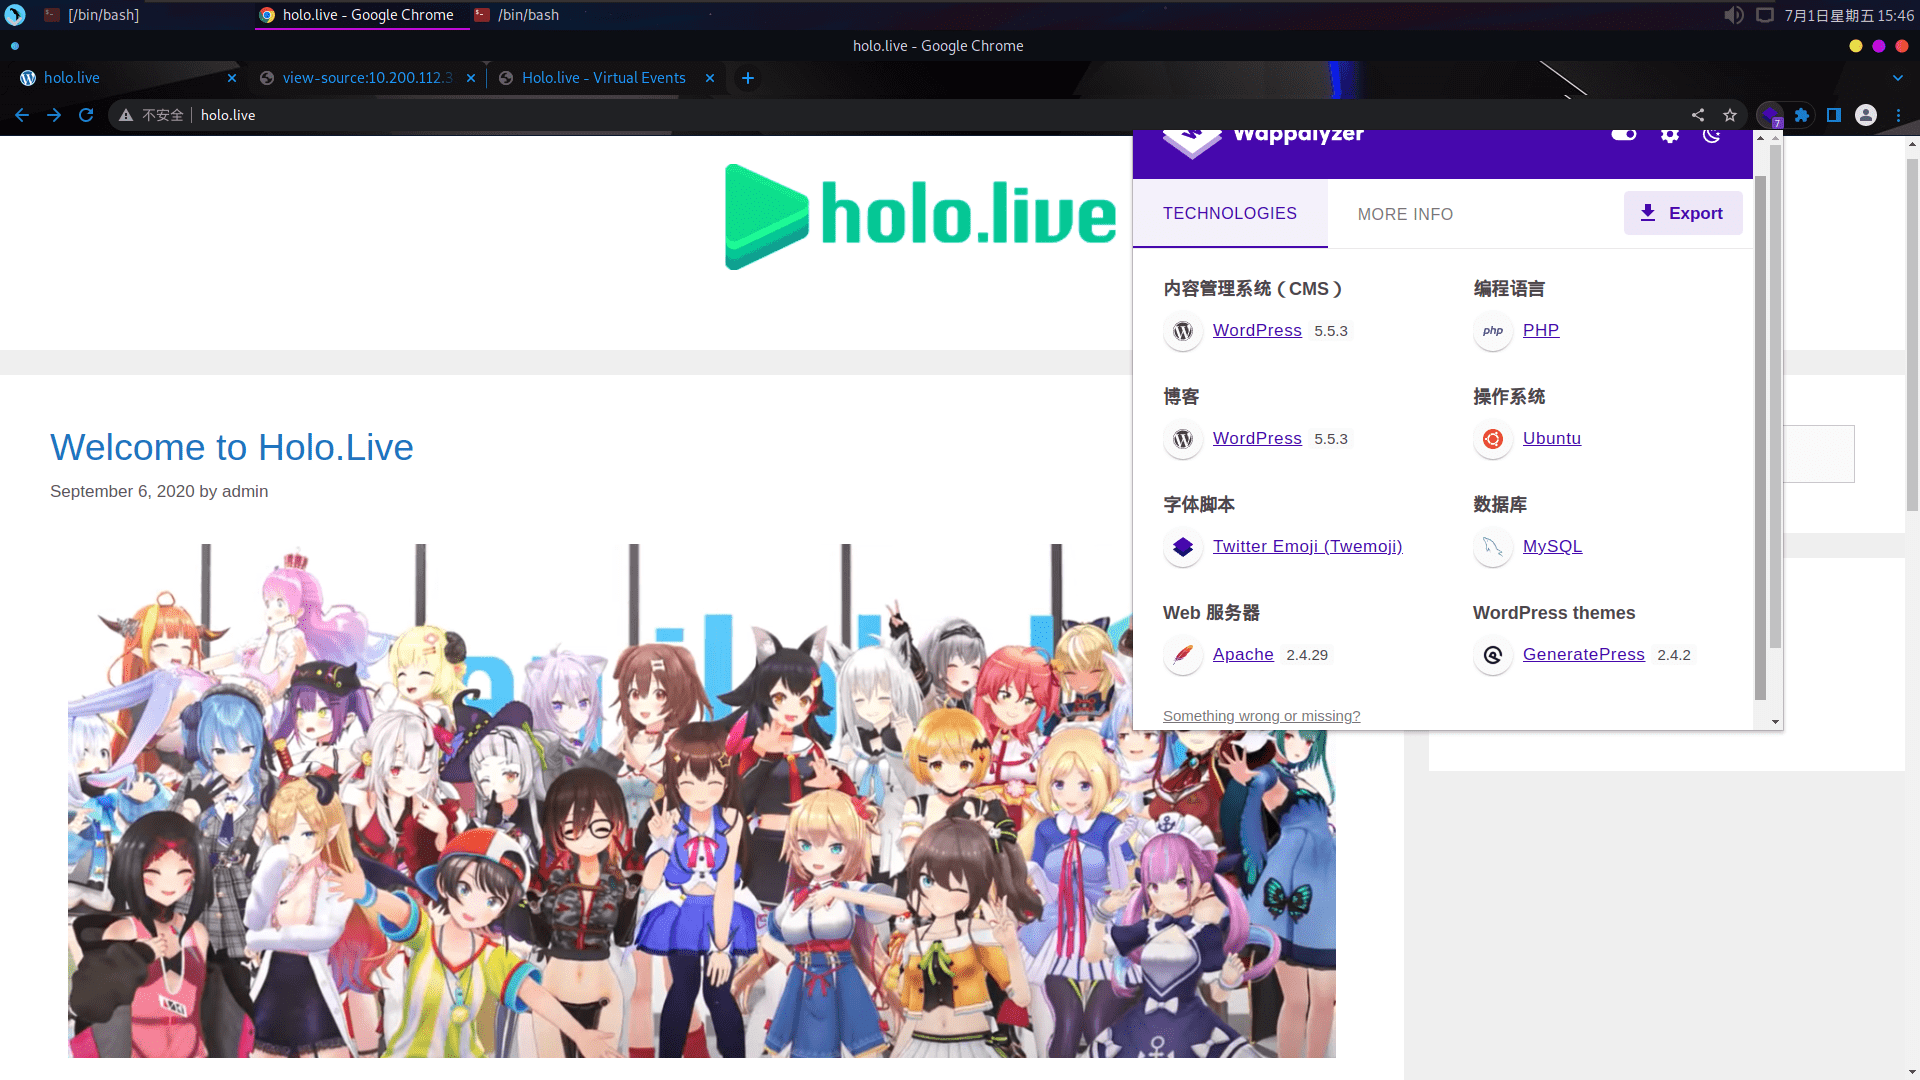 [/bin/bash]
holo.live - Google Chrome
/bin/bash
7月1日星期五 15:46
holo.live - Google Chrome
holo.live
view-source:10.200.112.3
Holo.live - Virtual Events
不安全
holo.live
7
Wappalyzer
holo.live
TECHNOLOGIES
MORE INFO
Export
内容管理系统（CMS）
编程语言
WordPress 5.5.3
php PHP
博客
操作系统
WordPress 5.5.3
Ubuntu
字体脚本
数据库
Twitter Emoji (Twemoji)
MySQL
Web 服务器
WordPress themes
Apache 2.4.29
GeneratePress 2.4.2
Something wrong or missing?
Welcome to Holo.Live
September 6, 2020 by admin